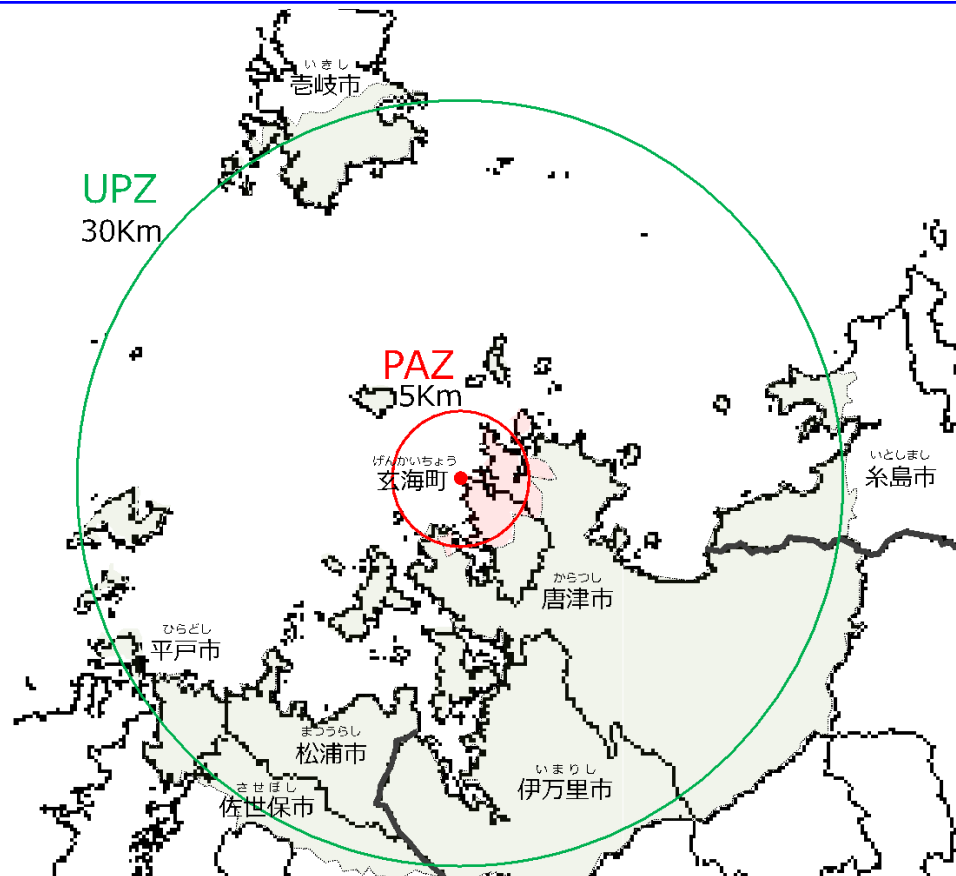 いきし
壱岐市
UPZ
30Km
PAZ
5Km
げんかいちょう
玄海町
いとしまし
糸島市
からつし
唐津市
ひらどし
平戸市
まつうらし
松浦市
いまりし
伊万里市
させぼし
佐世保市